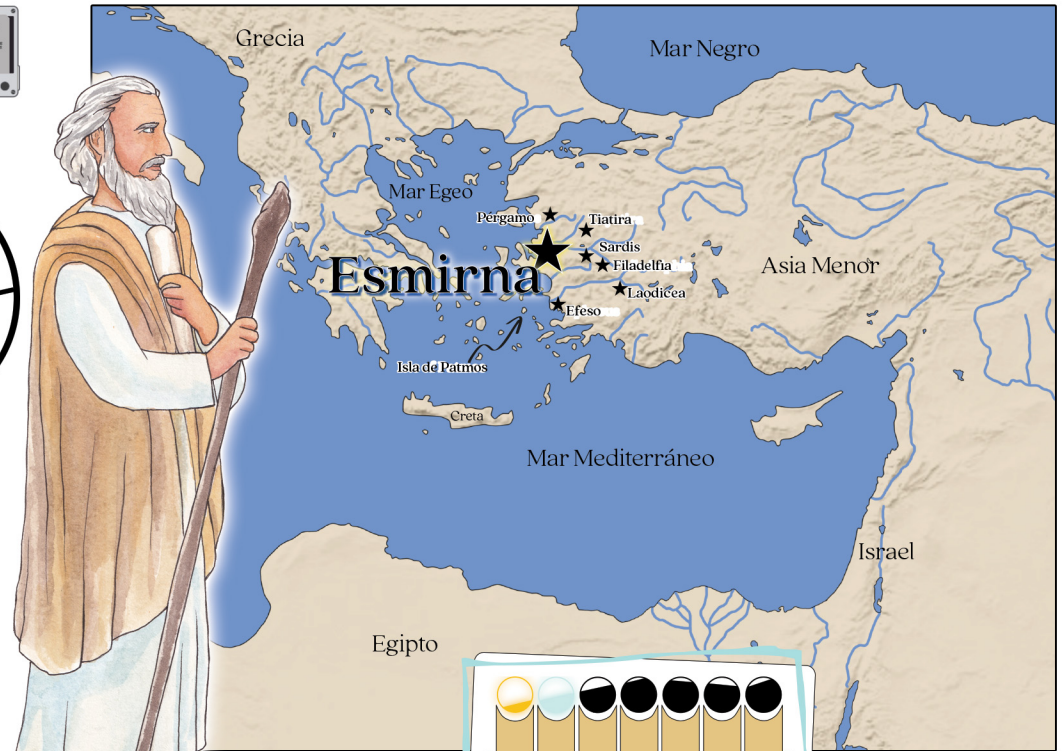 Grecia
Mar Negro
Mar Egeo
Pérgamo
Tiatira
Sardis
Esmirna
Filadelfia
Asia Menor
Laodicea
Efeso
Isla de Patmos
Creta
Mar Mediterráneo
Israel
Egipto